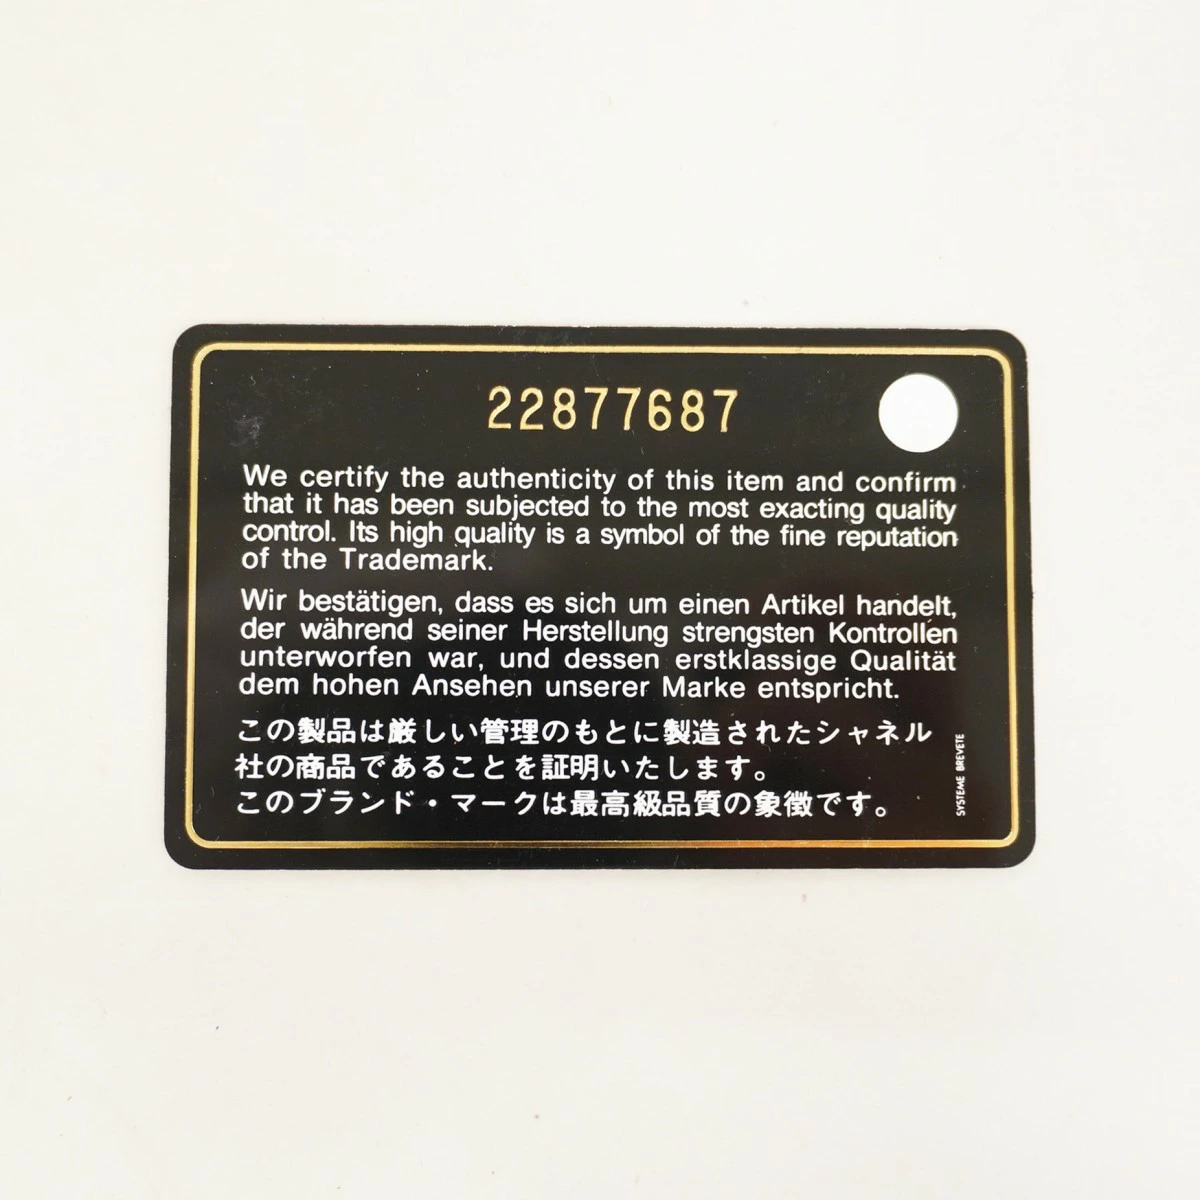 22877687
We certify the authenticity of this item and confirm
that it has been subjected to the most exacting quality
control. Its high quality is a symbol of the fine reputation
of the Trademark.
Wir bestätigen, dass es sich um einen Artikel handelt,
der während seiner Herstellung strengsten Kontrollen
unterworfen war, und dessen erstklassige Qualität
dem hohen Ansehen unserer Marke entspricht.
この製品は厳しい管理のもとに製造されたシャネル
社の商品であることを証明いたします。
このブランド・マークは最高級品質の象徴です。
SYSTEME BREVETE